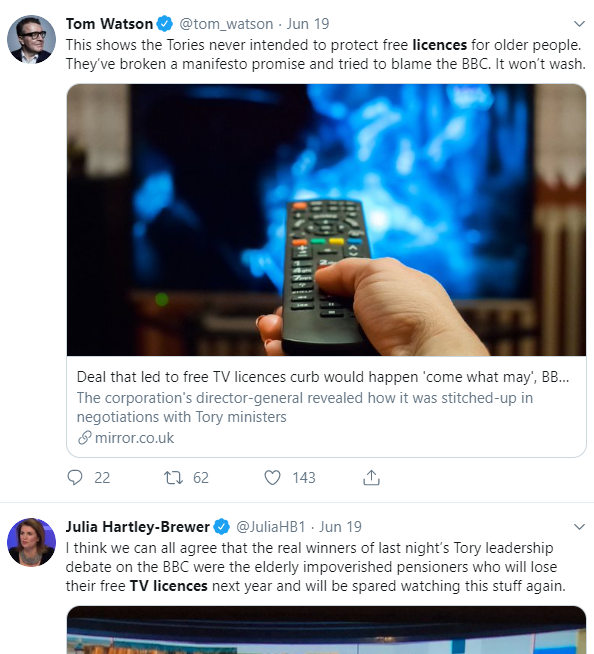 Tom Watson @tom_watson · Jun 19
This shows the Tories never intended to protect free licences for older people.
They've broken a manifesto promise and tried to blame the BBC. It won't wash.
Deal that led to free TV licences curb would happen 'come what may', BB...
The corporation's director-general revealed how it was stitched-up in
negotiations with Tory ministers
mirror.co.uk
22 62 143
Julia Hartley-Brewer @JuliaHB1 · Jun 19
I think we can all agree that the real winners of last night's Tory leadership
debate on the BBC were the elderly impoverished pensioners who will lose
their free TV licences next year and will be spared watching this stuff again.